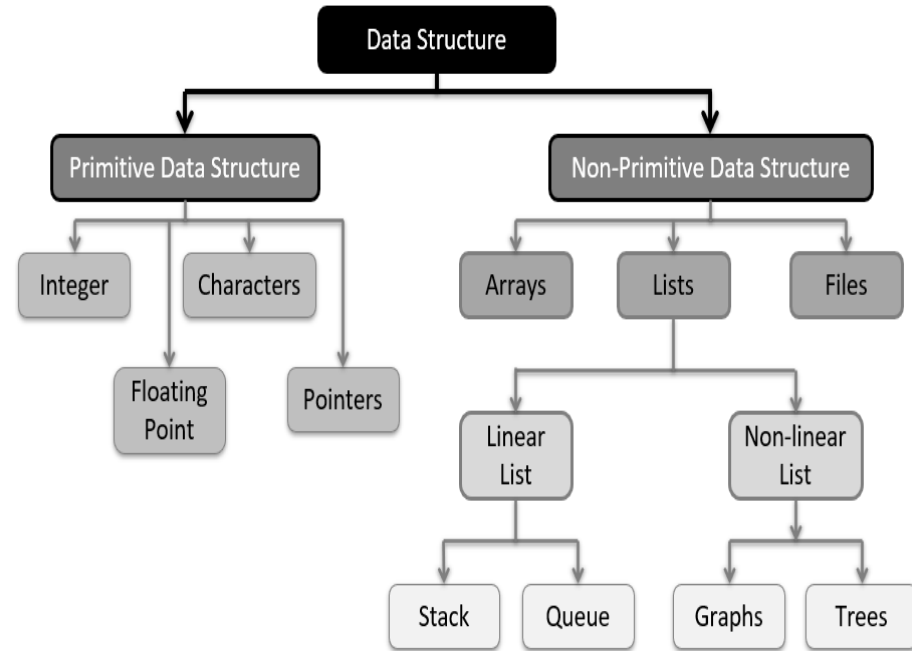 Data Structure
Primitive Data Structure
Non-Primitive Data Structure
Integer
Characters
Arrays
Lists
Files
Floating
Point
Pointers
Linear
List
Non-linear
List
Stack
Queue
Graphs
Trees